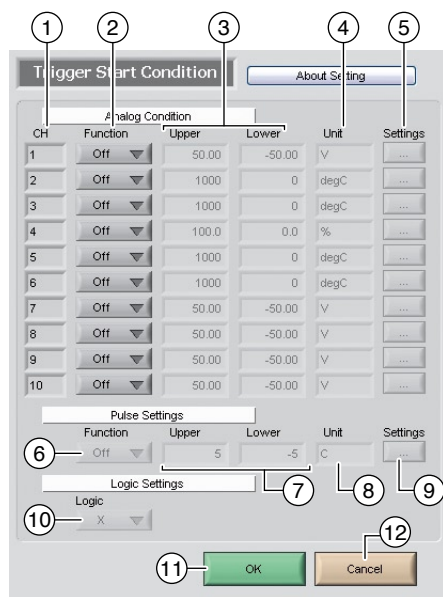 1 2 3 4 5
Trigger Start Condition About Setting
Analog Condition
CH Function Upper Lower Unit Settings
1 Off 50.00 -50.00 V ...
2 Off 1000 0 degC ...
3 Off 1000 0 degC ...
4 Off 100.0 0.0 % ...
5 Off 1000 0 degC ...
6 Off 1000 0 degC ...
7 Off 50.00 -50.00 V ...
8 Off 50.00 -50.00 V ...
9 Off 50.00 -50.00 V ...
10 Off 50.00 -50.00 V ...
Pulse Settings
Function Upper Lower Unit Settings
6 Off 5 -5 C ...
7 8 9
Logic Settings
Logic
10 X
12
11 OK Cancel